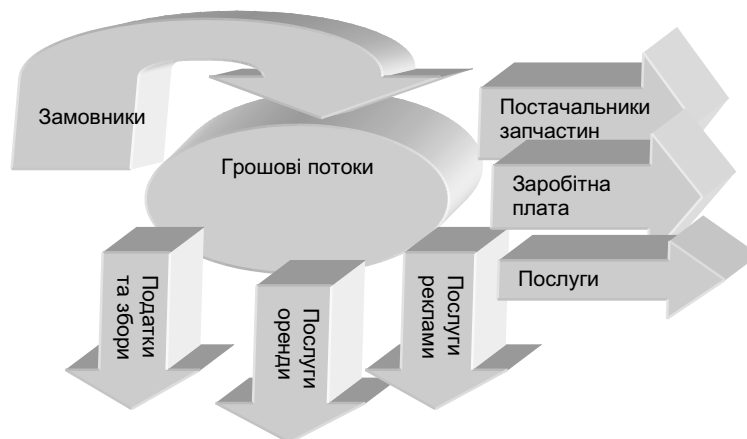 Замовники
Грошові потоки
Постачальники
запчастин
Заробітна
плата
Послуги
Податки
та збори
Послуги
оренди
Послуги
реклами